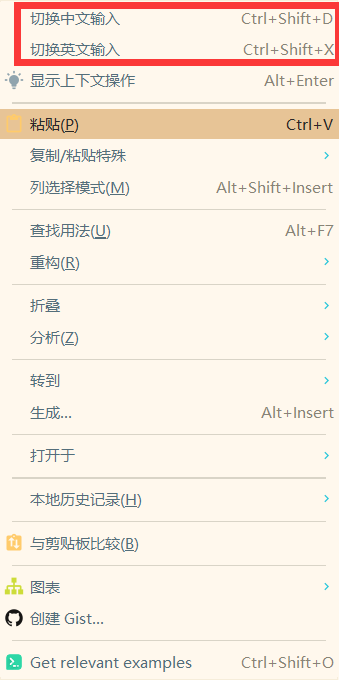 切换中文输入 Ctrl+Shift+D
切换英文输入 Ctrl+Shift+X
显示上下文操作 Alt+Enter
粘贴(P) Ctrl+V
复制/粘贴特殊
列选择模式(M) Alt+Shift+Insert
查找用法(U) Alt+F7
重构(R)
折叠
分析(Z)
转到
生成... Alt+Insert
打开于
本地历史记录(H)
与剪贴板比较(B)
图表
创建 Gist...
Get relevant examples Ctrl+Shift+O